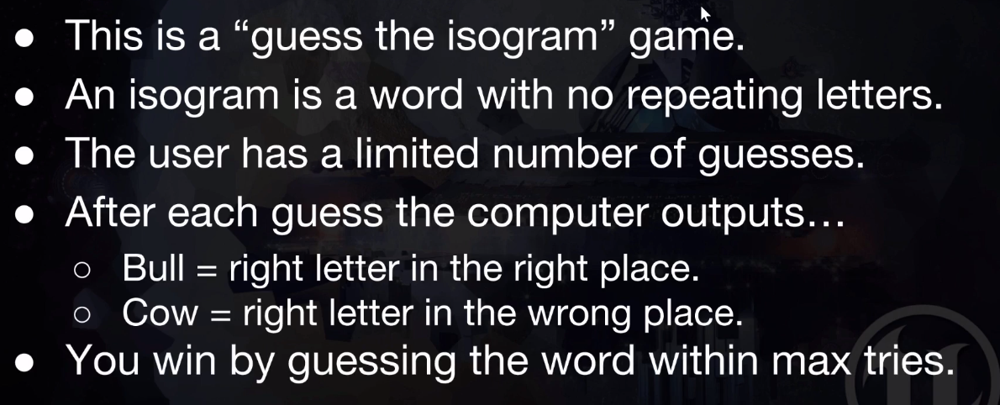 ● This is a “guess the isogram” game.
● An isogram is a word with no repeating letters.
● The user has a limited number of guesses.
● After each guess the computer outputs…
○ Bull = right letter in the right place.
○ Cow = right letter in the wrong place.
● You win by guessing the word within max tries.